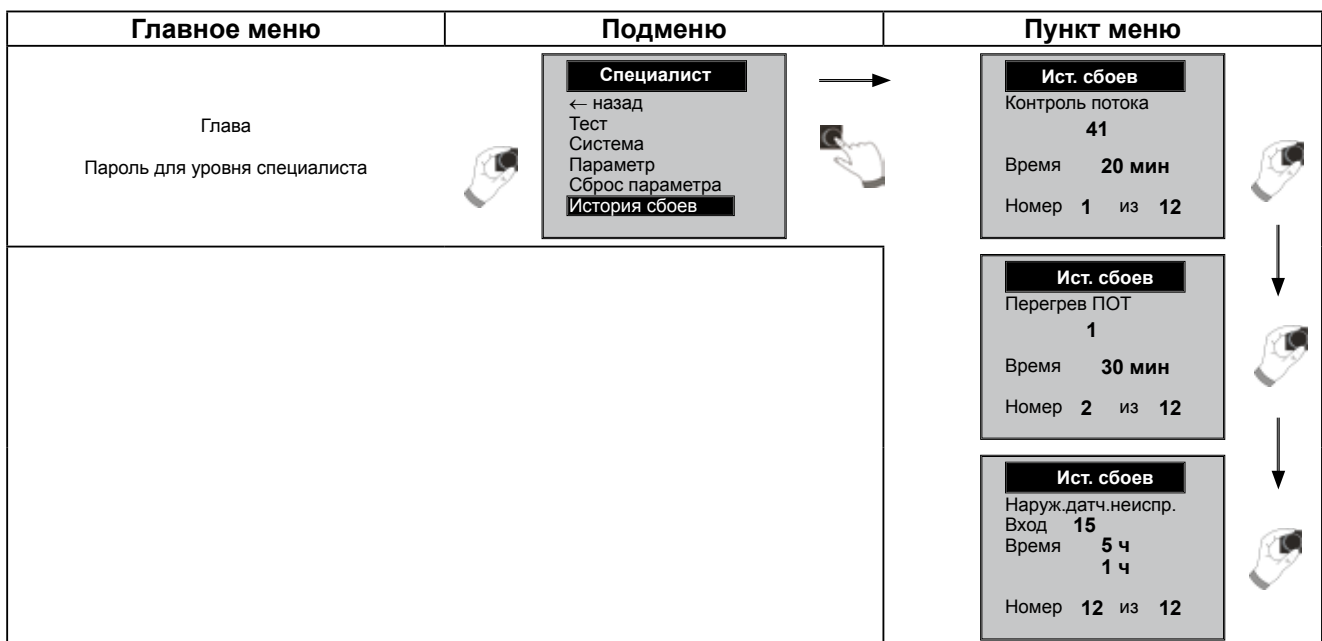 Главное меню Подменю Пункт меню
Глава
Пароль для уровня специалиста
Специалист
← назад
Тест
Система
Параметр
Сброс параметра
История сбоев
Ист. сбоев
Контроль потока
41
Время 20 мин
Номер 1 из 12
Ист. сбоев
Перегрев ПОТ
1
Время 30 мин
Номер 2 из 12
Ист. сбоев
Наруж.датч.неиспр.
Вход 15
Время 5 ч
1 ч
Номер 12 из 12